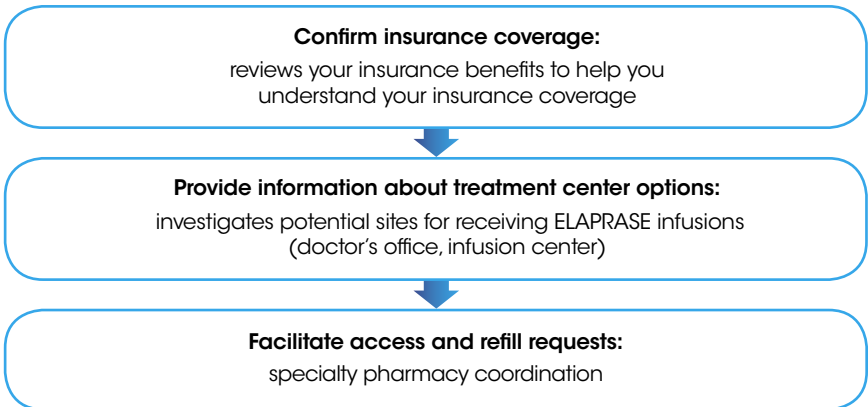 Confirm insurance coverage:
reviews your insurance benefits to help you
understand your insurance coverage
Provide information about treatment center options:
investigates potential sites for receiving ELAPRASE infusions
(doctor’s office, infusion center)
Facilitate access and refill requests:
specialty pharmacy coordination